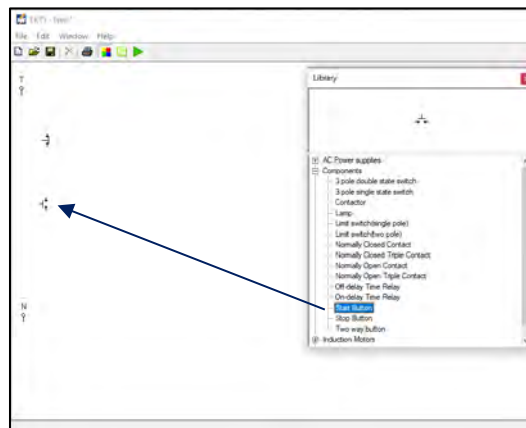 EKTS - New*
File Edit Window Help
Library
T
AC Power supplies
Components
3 pole double state switch
3 pole single state switch
Contactor
Lamp
Limit switch(single pole)
Limit switch(two pole)
Normally Closed Contact
Normally Closed Triple Contact
Normally Open Contact
Normally Open Triple Contact
Off-delay Time Relay
On-delay Time Relay
Start Button
Stop Button
Two way button
Induction Motors
N